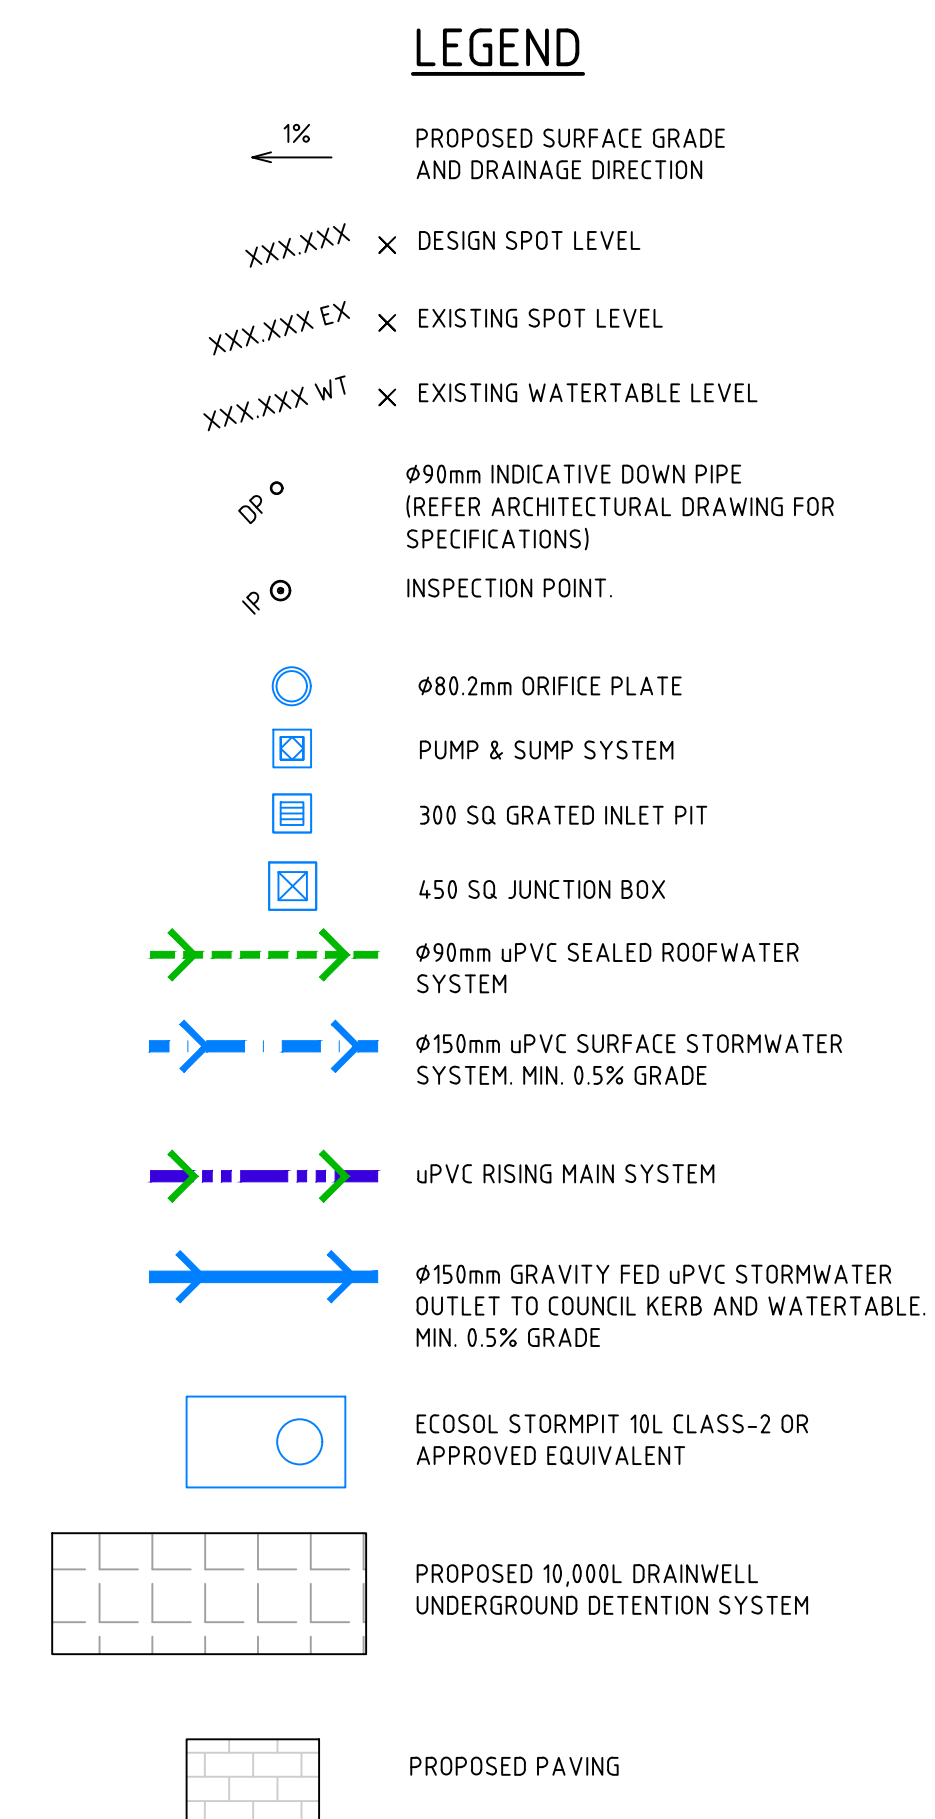 LEGEND
1%
PROPOSED SURFACE GRADE
AND DRAINAGE DIRECTION
XXX.XXX
DESIGN SPOT LEVEL
XXX.XXX EX
EXISTING SPOT LEVEL
XXX.XXX WT
EXISTING WATERTABLE LEVEL
DP
Ø90mm INDICATIVE DOWN PIPE
(REFER ARCHITECTURAL DRAWING FOR
SPECIFICATIONS)
IP
INSPECTION POINT.
Ø80.2mm ORIFICE PLATE
PUMP & SUMP SYSTEM
300 SQ GRATED INLET PIT
450 SQ JUNCTION BOX
Ø90mm uPVC SEALED ROOFWATER
SYSTEM
Ø150mm uPVC SURFACE STORMWATER
SYSTEM. MIN. 0.5% GRADE
uPVC RISING MAIN SYSTEM
Ø150mm GRAVITY FED uPVC STORMWATER
OUTLET TO COUNCIL KERB AND WATERTABLE.
MIN. 0.5% GRADE
ECOSOL STORMPIT 10L CLASS-2 OR
APPROVED EQUIVALENT
PROPOSED 10,000L DRAINWELL
UNDERGROUND DETENTION SYSTEM
PROPOSED PAVING